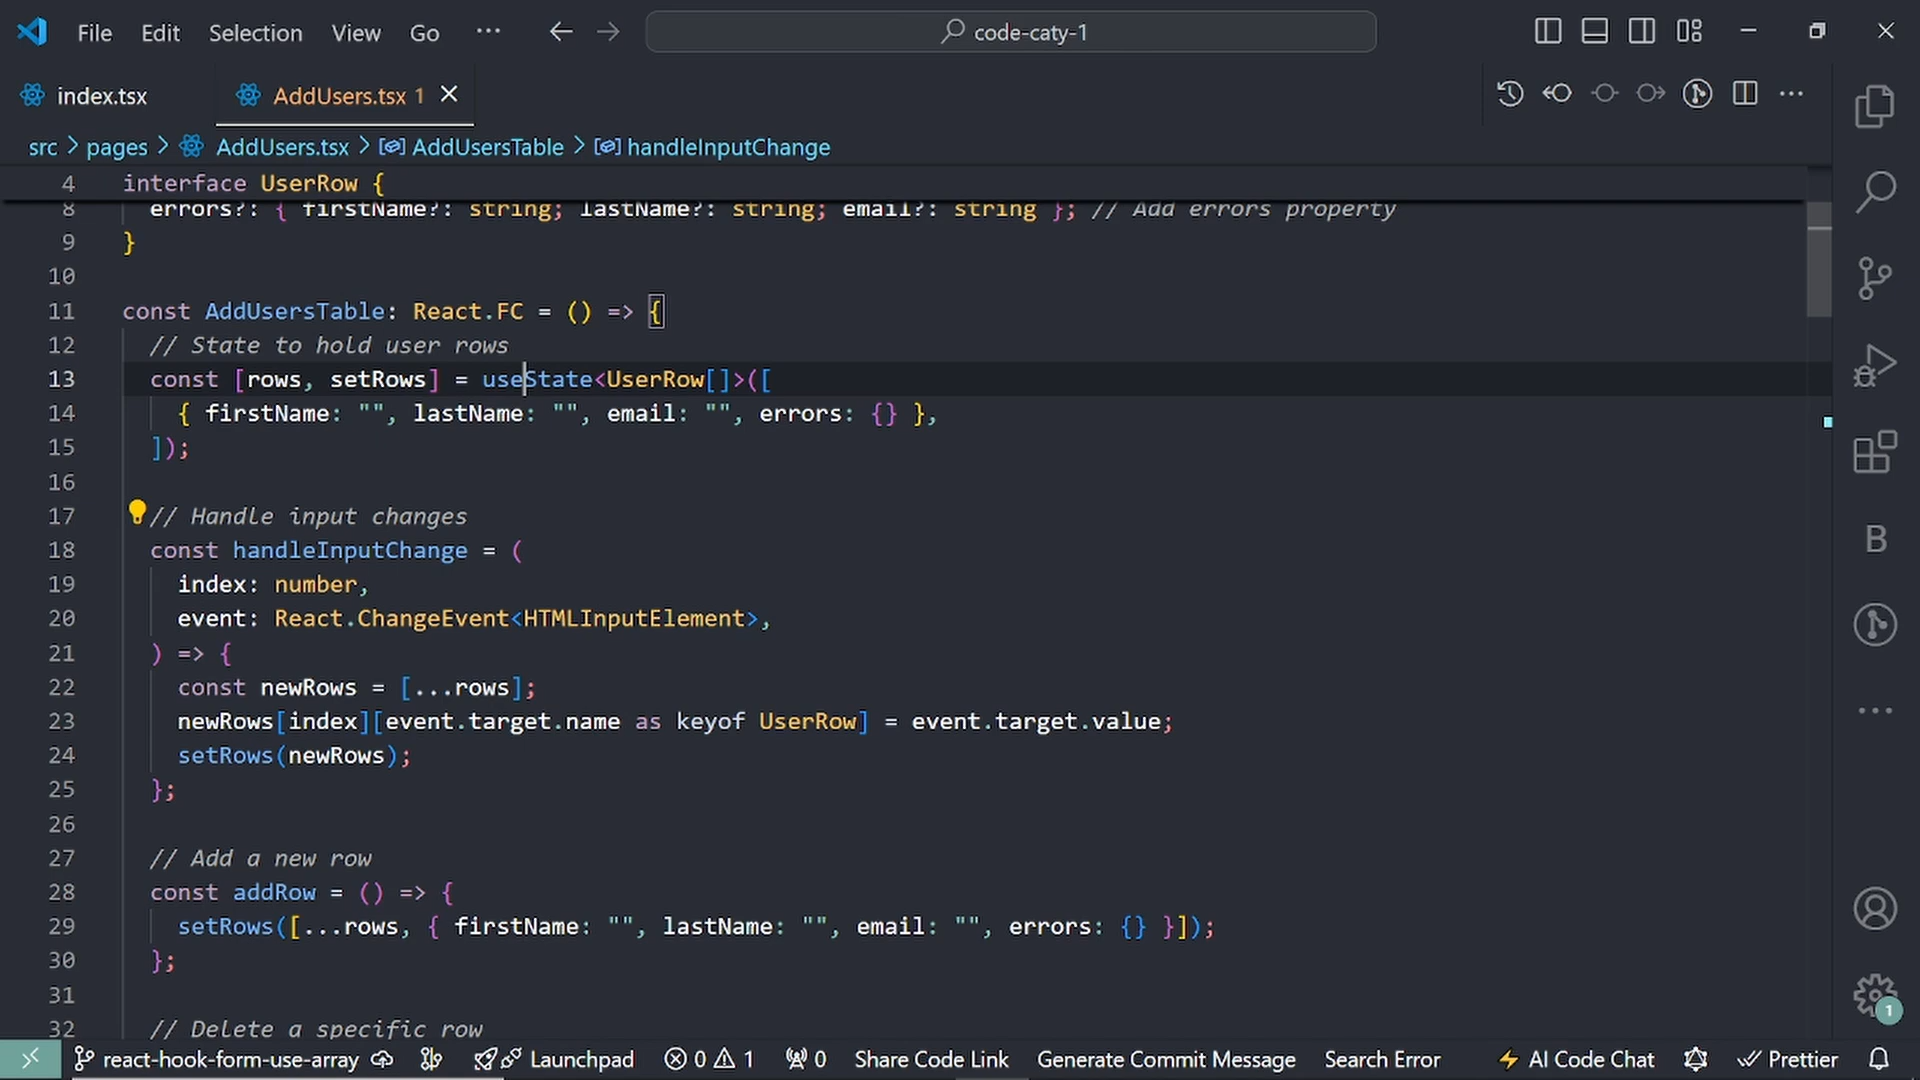 File Edit Selection View Go ··· code-caty-1
index.tsx AddUsers.tsx 1
src > pages > AddUsers.tsx > AddUsersTable > handleInputChange
4 interface UserRow {
8 errors?: { firstName?: string; lastName?: string; email?: string }; // Add errors property
9 }
10
11 const AddUsersTable: React.FC = () => {
12 // State to hold user rows
13 const [rows, setRows] = useState<UserRow[]>([
14 { firstName: "", lastName: "", email: "", errors: {} },
15 ]);
16
17 // Handle input changes
18 const handleInputChange = (
19 index: number,
20 event: React.ChangeEvent<HTMLInputElement>,
21 ) => {
22 const newRows = [...rows];
23 newRows[index][event.target.name as keyof UserRow] = event.target.value;
24 setRows(newRows);
25 };
26
27 // Add a new row
28 const addRow = () => {
29 setRows([...rows, { firstName: "", lastName: "", email: "", errors: {} }]);
30 };
31
32 // Delete a specific row
B
1
react-hook-form-use-array Launchpad 0 1 0 Share Code Link Generate Commit Message Search Error AI Code Chat Prettier